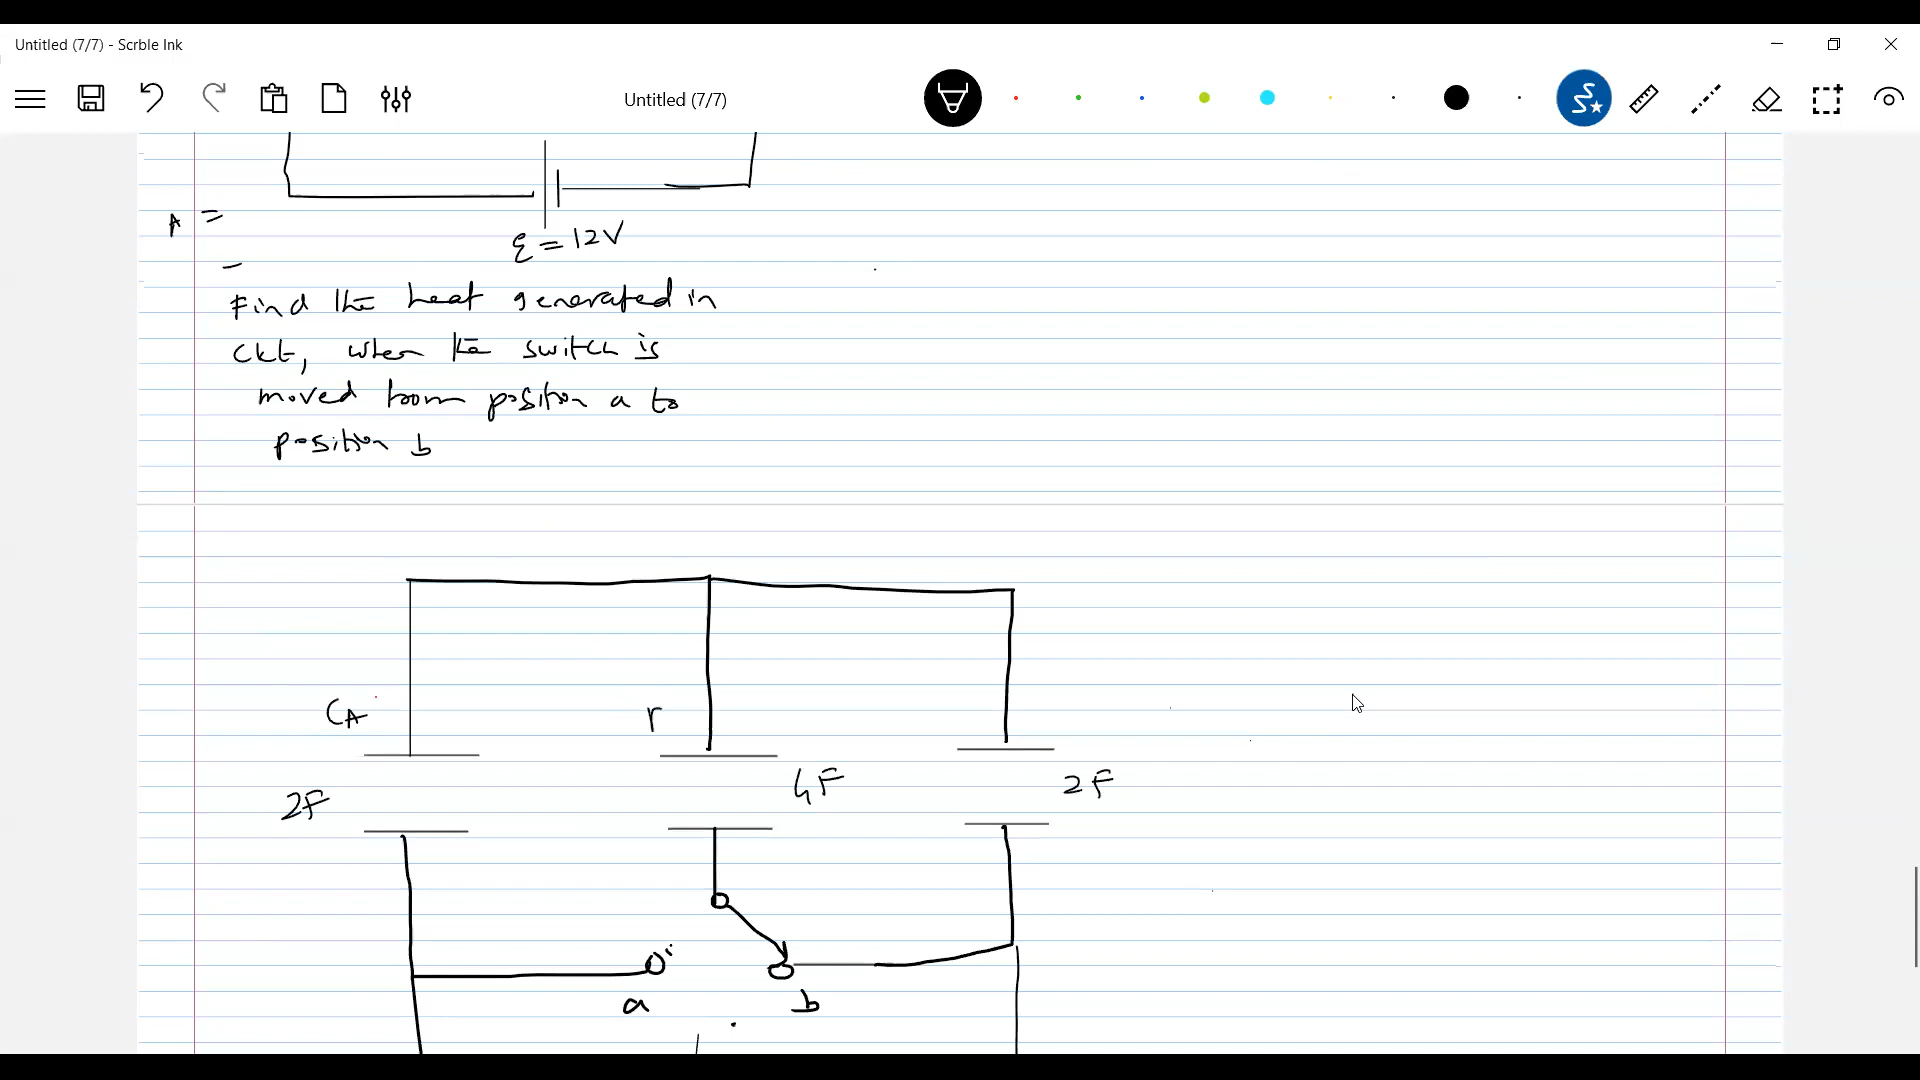 Untitled (7/7) - Scrble Ink
Untitled (7/7)
A =
ε = 12V
Find the heat generated in
ckt, when the switch is
moved from position a to
position b
CA
r
4F
2F
2F
a
b